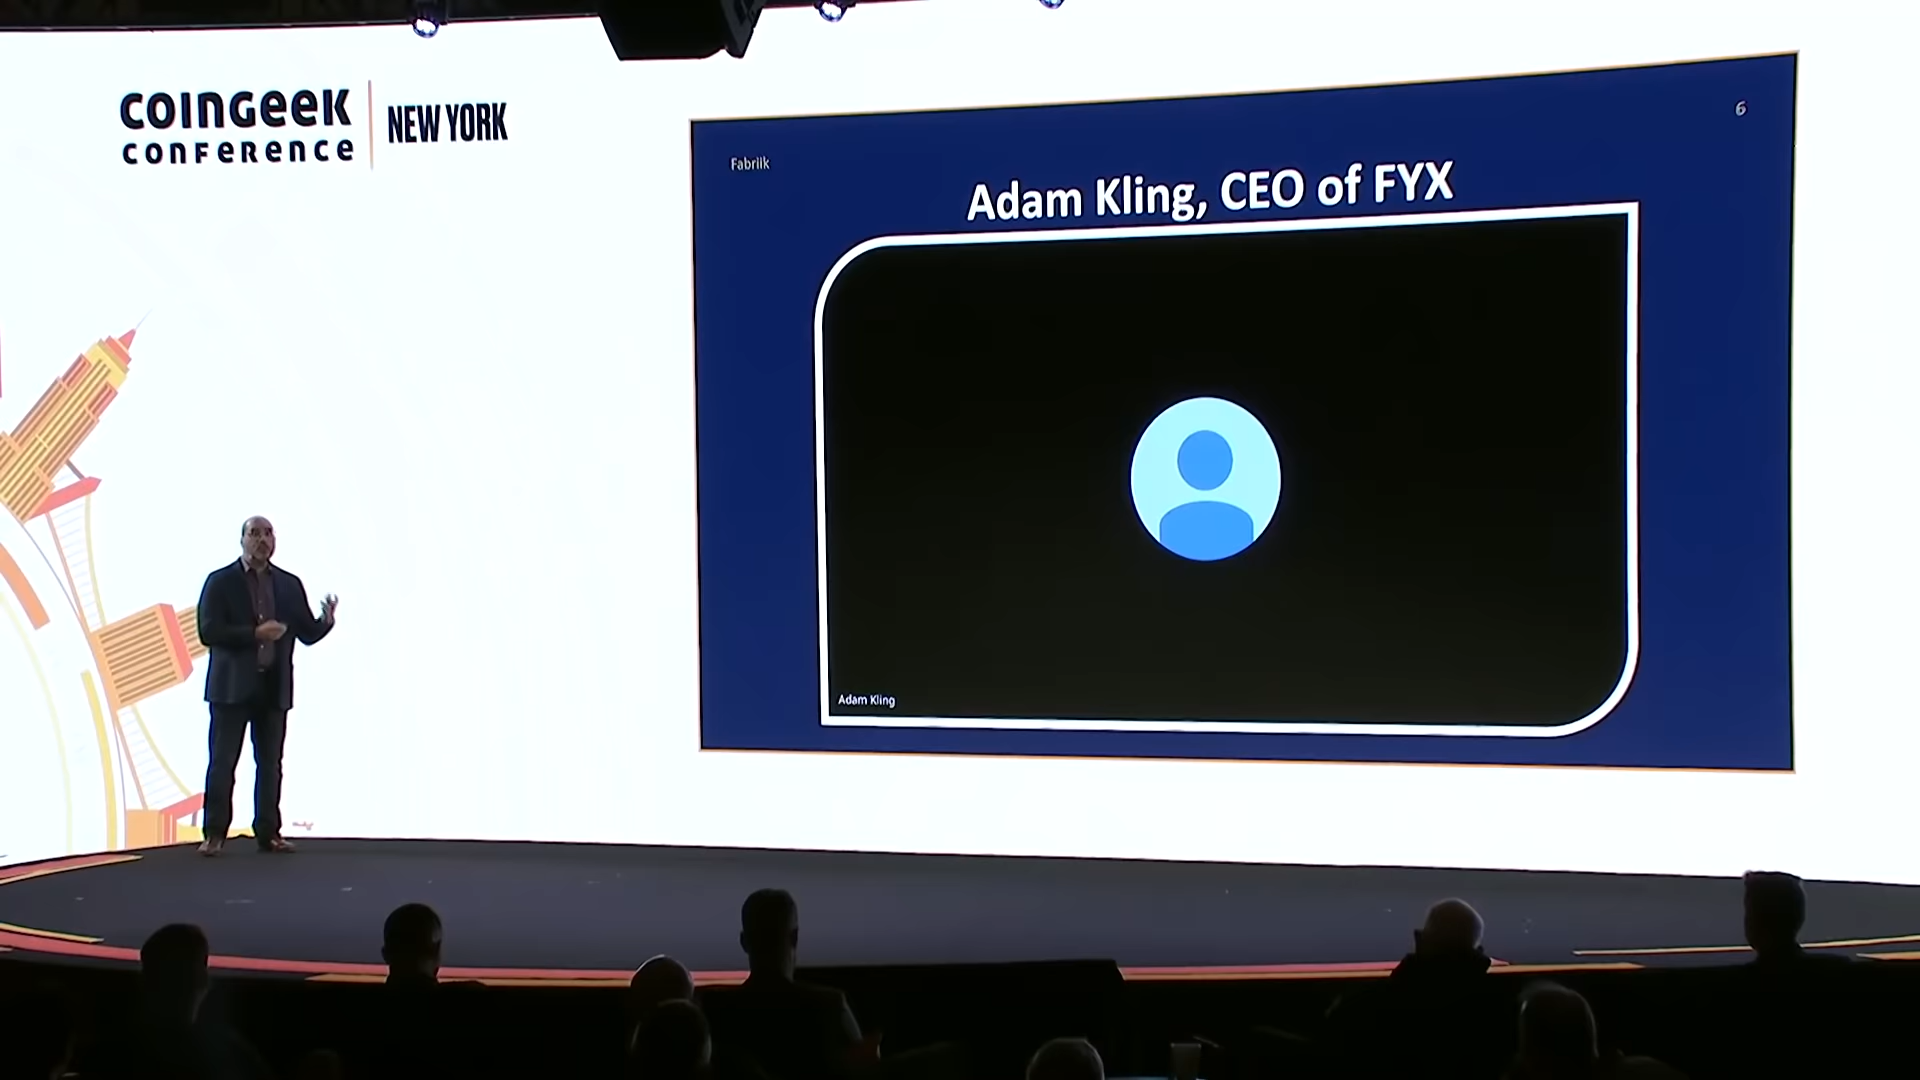 COINGEEK
CONFERENCE
NEW YORK
6
Fabriik
Adam Kling, CEO of FYX
Adam Kling